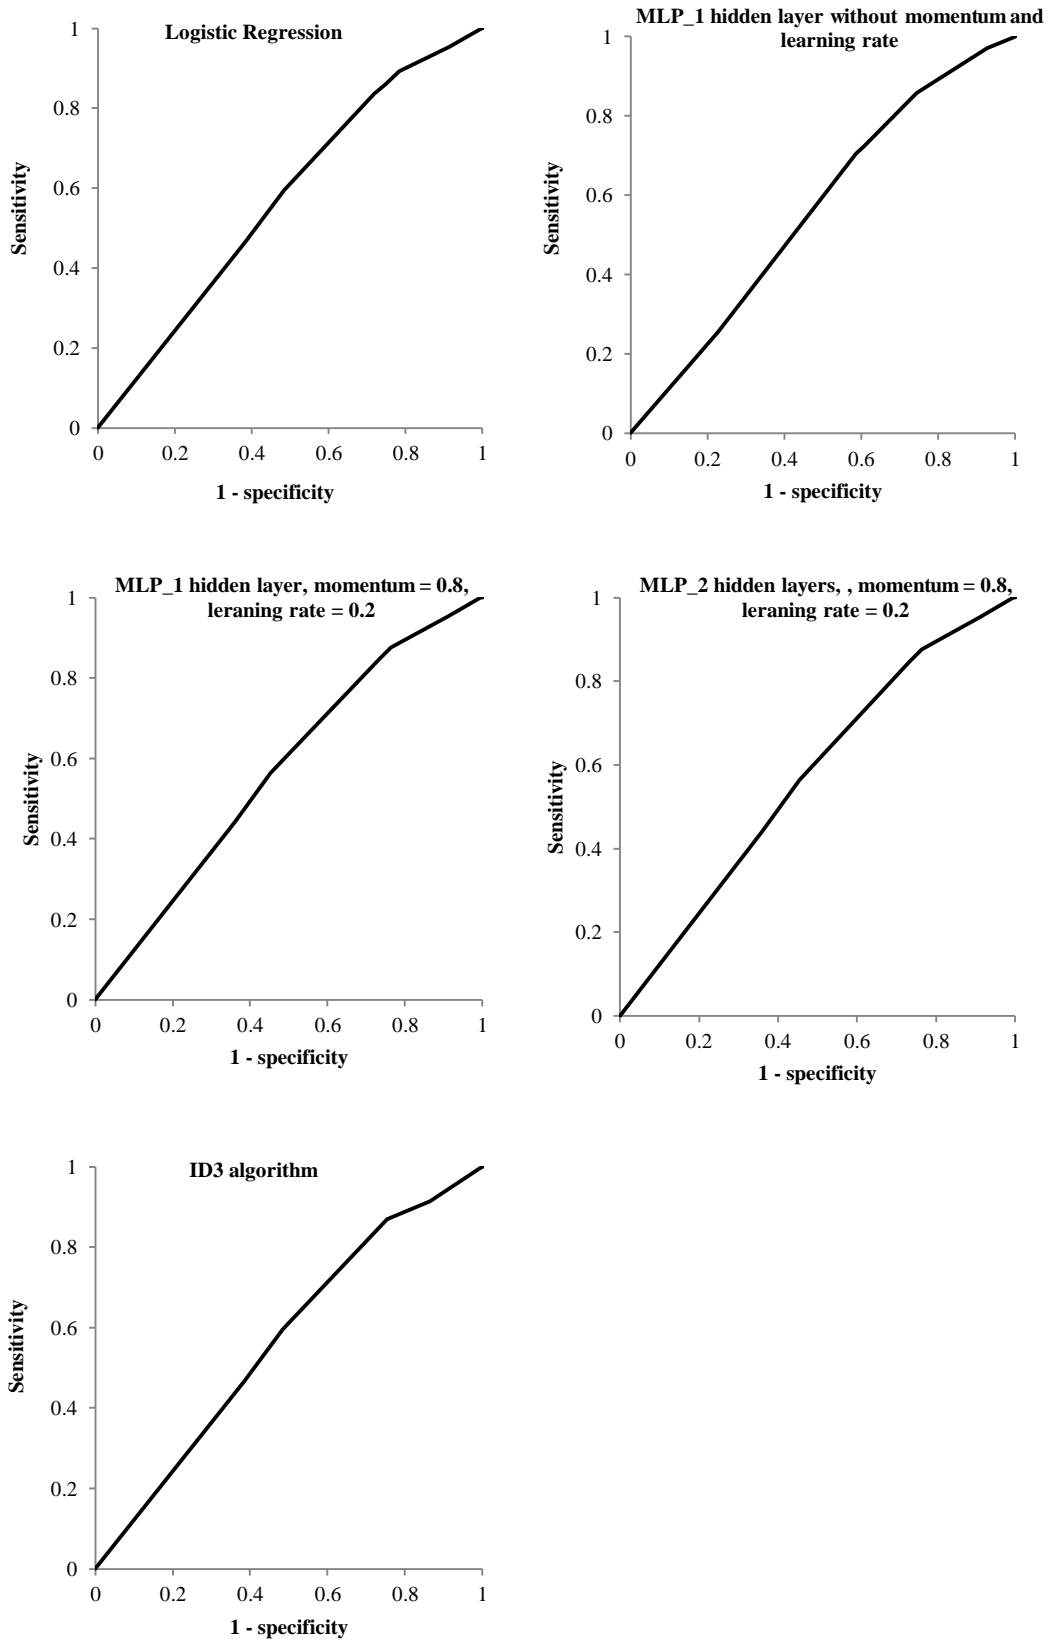 Logistic Regression
1
0.8
0.6
0.4
0.2
0
Sensitivity
0 0.2 0.4 0.6 0.8 1
1 - specificity
MLP_1 hidden layer without momentum and
learning rate
1
0.8
0.6
0.4
0.2
0
Sensitivity
0 0.2 0.4 0.6 0.8 1
1 - specificity
MLP_1 hidden layer, momentum = 0.8,
leraning rate = 0.2
1
0.8
0.6
0.4
0.2
0
Sensitivity
0 0.2 0.4 0.6 0.8 1
1 - specificity
MLP_2 hidden layers, , momentum = 0.8,
leraning rate = 0.2
1
0.8
0.6
0.4
0.2
0
Sensitivity
0 0.2 0.4 0.6 0.8 1
1 - specificity
ID3 algorithm
1
0.8
0.6
0.4
0.2
0
Sensitivity
0 0.2 0.4 0.6 0.8 1
1 - specificity